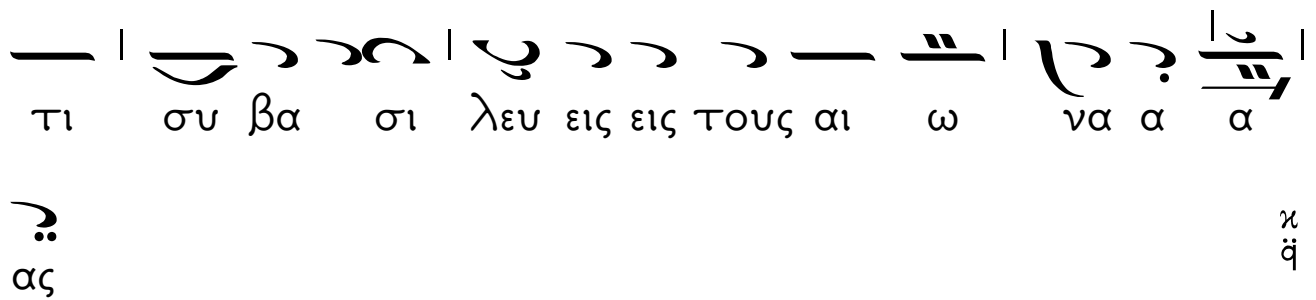 τι συ βα σι λευ εις εις τους αι ω να α α
ας